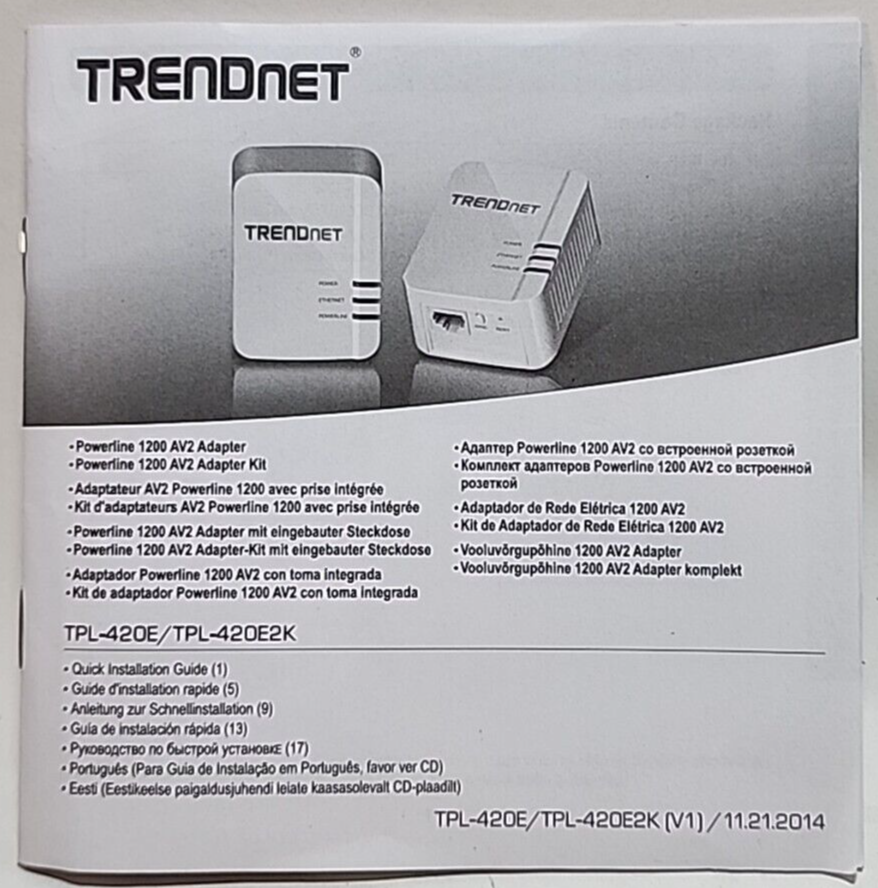 TRENDNET®
TRENDNET
POWER
ETHERNET
POWERLINE
TRENDNET
POWER
ETHERNET
POWERLINE
• Powerline 1200 AV2 Adapter
• Powerline 1200 AV2 Adapter Kit
• Adaptateur AV2 Powerline 1200 avec prise intégrée
• Kit d'adaptateurs AV2 Powerline 1200 avec prise intégrée
• Powerline 1200 AV2 Adapter mit eingebauter Steckdose
• Powerline 1200 AV2 Adapter-Kit mit eingebauter Steckdose
• Adaptador Powerline 1200 AV2 con toma integrada
• Kit de adaptador Powerline 1200 AV2 con toma integrada
• Адаптер Powerline 1200 AV2 со встроенной розеткой
• Комплект адаптеров Powerline 1200 AV2 со встроенной
розеткой
• Adaptador de Rede Elétrica 1200 AV2
• Kit de Adaptador de Rede Elétrica 1200 AV2
• Vooluvõrgupõhine 1200 AV2 Adapter
• Vooluvõrgupõhine 1200 AV2 Adapter komplekt
TPL-420E/TPL-420E2K
• Quick Installation Guide (1)
• Guide d'installation rapide (5)
• Anleitung zur Schnellinstallation (9)
• Guía de instalación rápida (13)
• Руководство по быстрой установке (17)
• Português (Para Guia de Instalação em Português, favor ver CD)
• Eesti (Eestikeelse paigaldusjuhendi leiate kaasasolevalt CD-plaadilt)
TPL-420E/TPL-420E2K (V1) / 11.21.2014